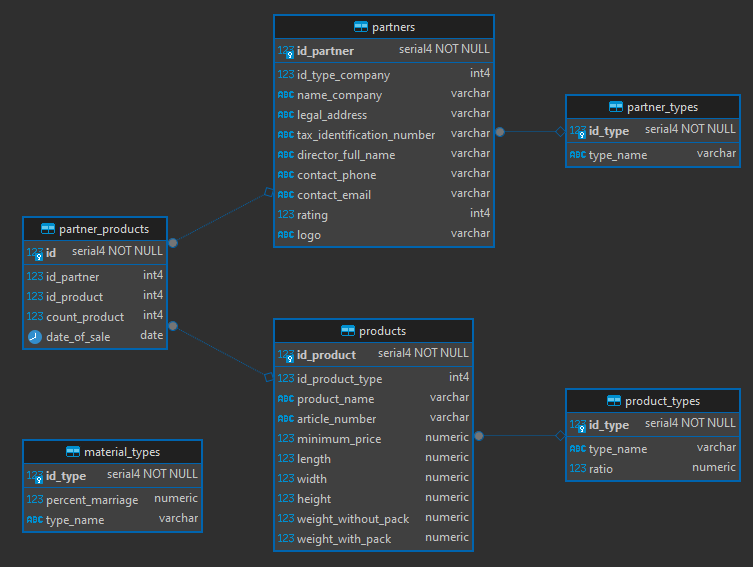 partners
id_partner serial4 NOT NULL
id_type_company int4
name_company varchar
legal_address varchar
tax_identification_number varchar
director_full_name varchar
contact_phone varchar
contact_email varchar
rating int4
logo varchar
partner_types
id_type serial4 NOT NULL
type_name varchar
partner_products
id serial4 NOT NULL
id_partner int4
id_product int4
count_product int4
date_of_sale date
products
id_product serial4 NOT NULL
id_product_type int4
product_name varchar
article_number varchar
minimum_price numeric
length numeric
width numeric
height numeric
weight_without_pack numeric
weight_with_pack numeric
product_types
id_type serial4 NOT NULL
type_name varchar
ratio numeric
material_types
id_type serial4 NOT NULL
percent_marriage numeric
type_name varchar